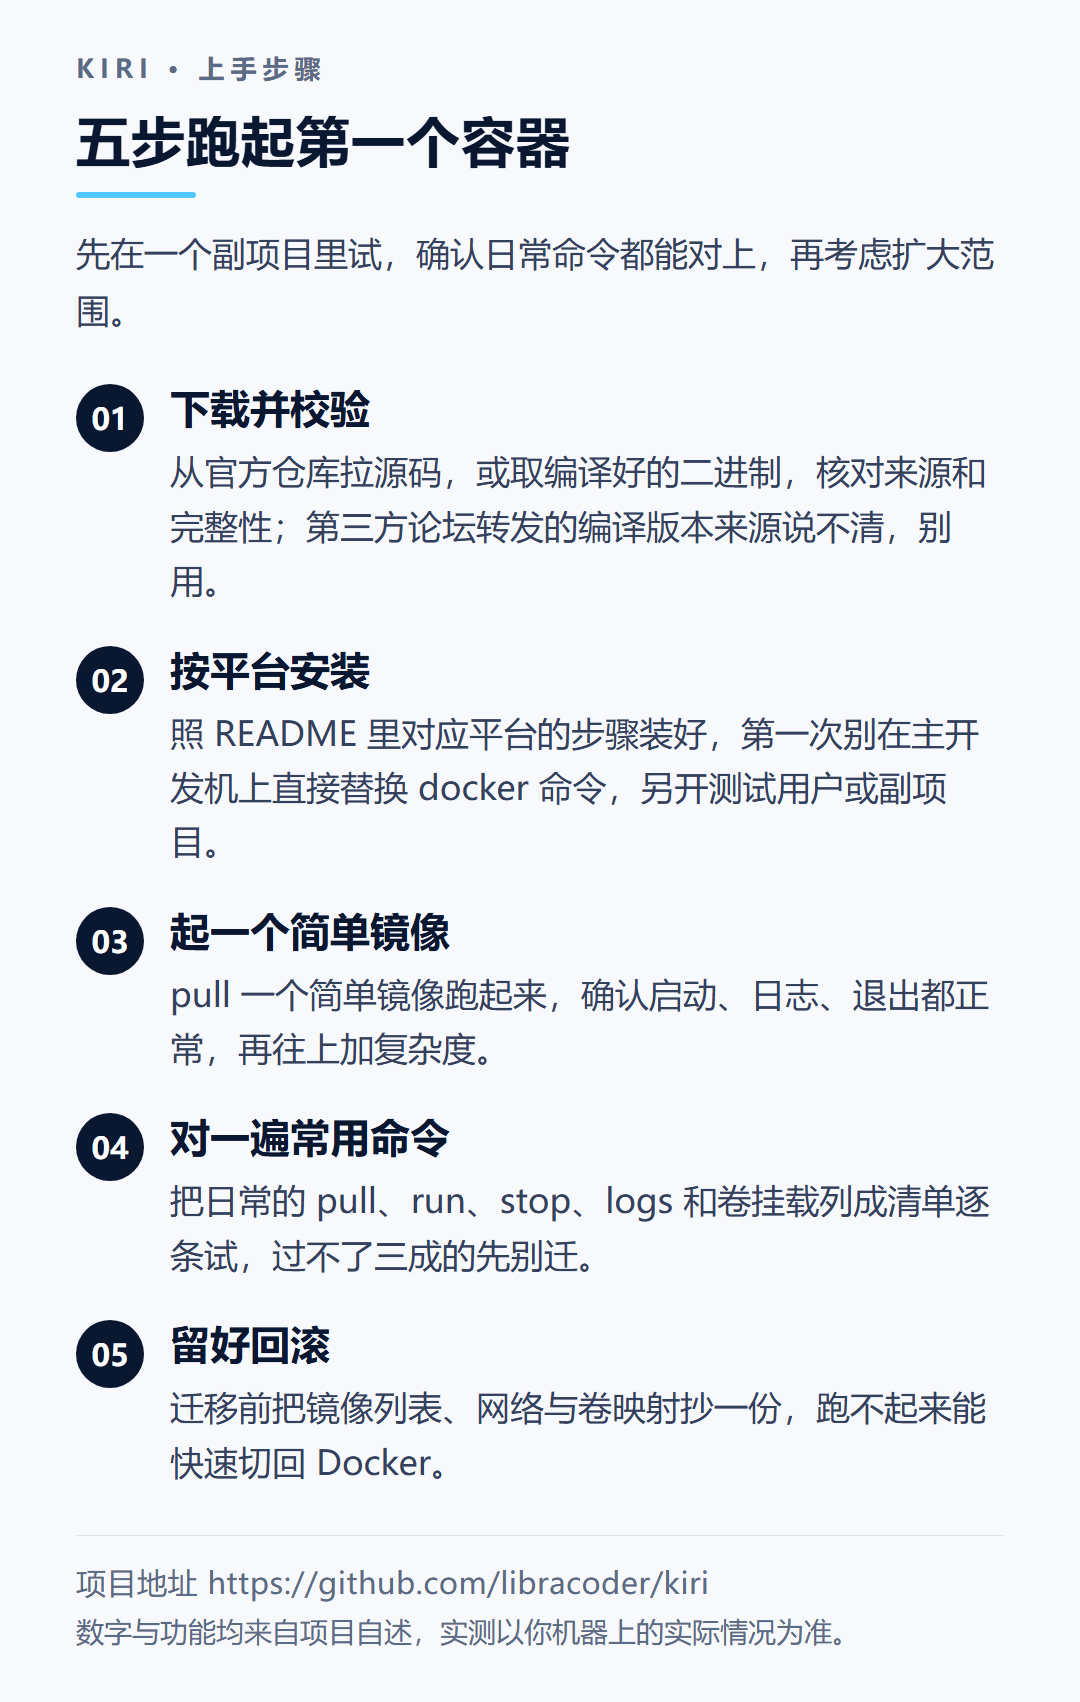 KIRI · 上手步骤
五步跑起第一个容器
先在一个副项目里试，确认日常命令都能对上，再考虑扩大范
围。
01 下载并校验
从官方仓库拉源码，或取编译好的二进制，核对来源和
完整性；第三方论坛转发的编译版本来源说不清，别
用。
02 按平台安装
照 README 里对应平台的步骤装好，第一次别在主开
发机上直接替换 docker 命令，另开测试用户或副项
目。
03 起一个简单镜像
pull 一个简单镜像跑起来，确认启动、日志、退出都正
常，再往上加复杂度。
04 对一遍常用命令
把日常的 pull、run、stop、logs 和卷挂载列成清单逐
条试，过不了三成的先别迁。
05 留好回滚
迁移前把镜像列表、网络与卷映射抄一份，跑不起来能
快速切回 Docker。
项目地址 https://github.com/libracoder/kiri
数字与功能均来自项目自述，实测以你机器上的实际情况为准。